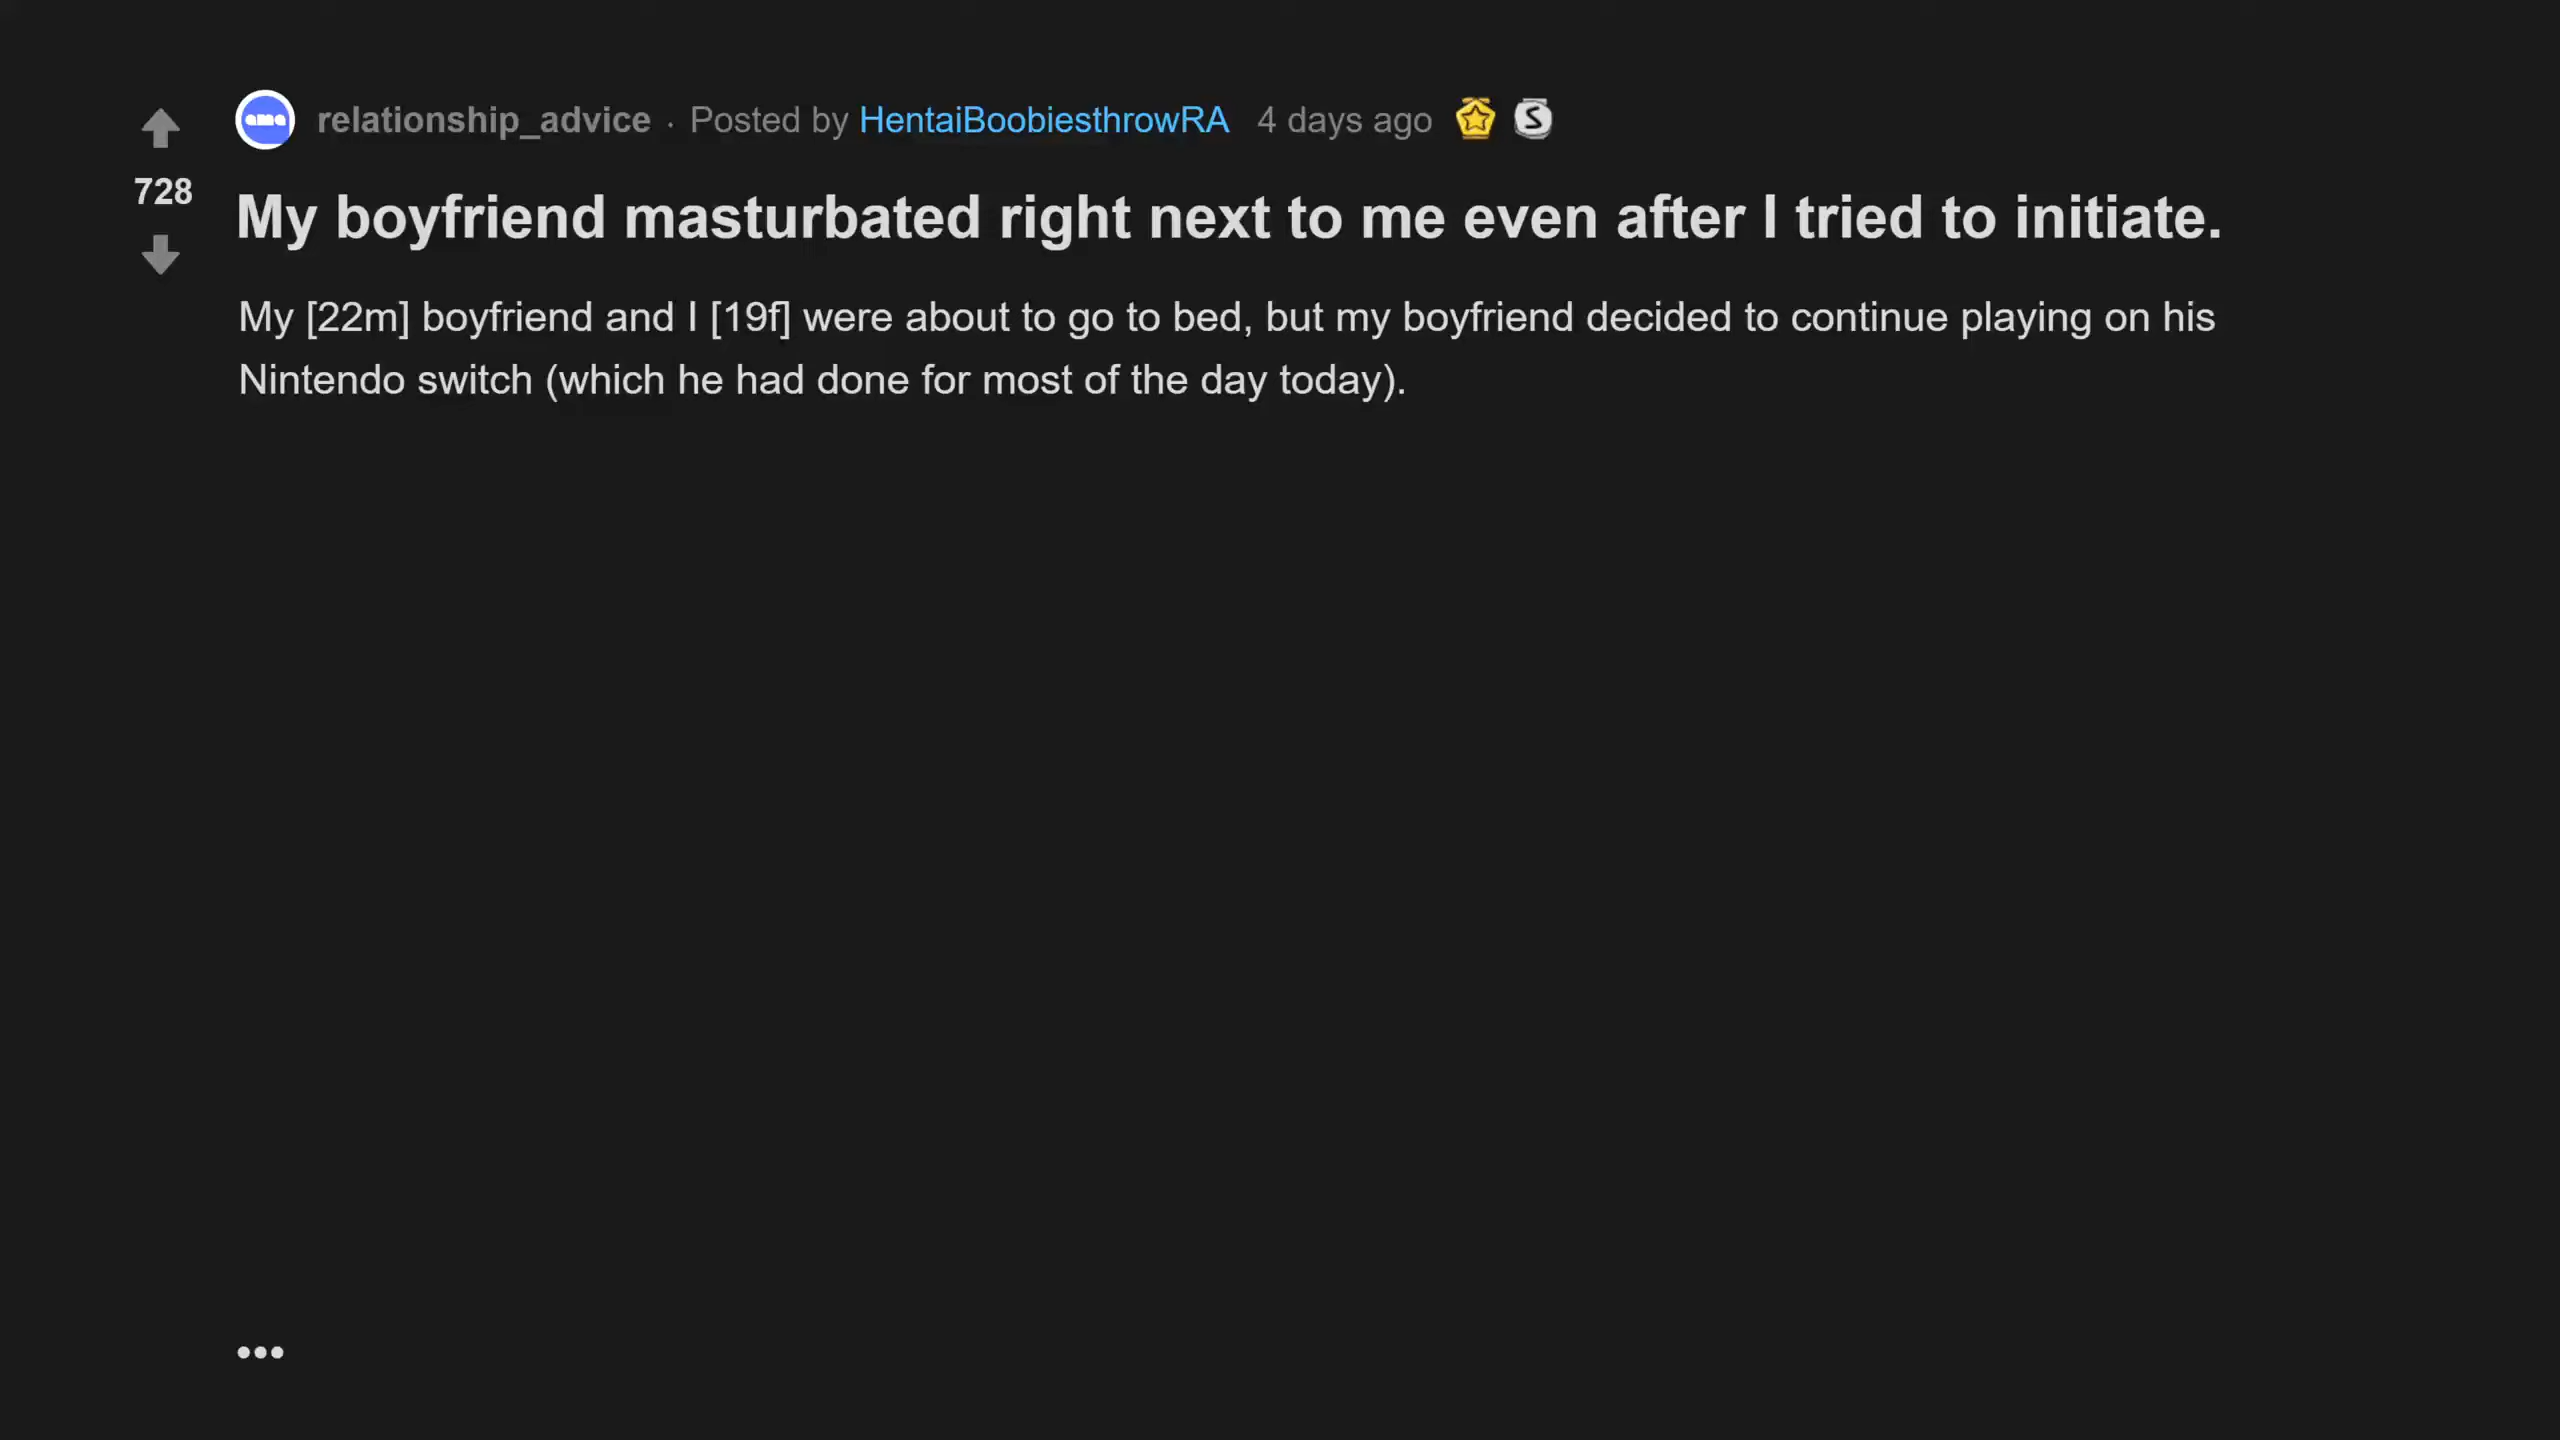 ama relationship_advice · Posted by HentaiBoobiesthrowRA 4 days ago S
728
My boyfriend masturbated right next to me even after I tried to initiate.
My [22m] boyfriend and I [19f] were about to go to bed, but my boyfriend decided to continue playing on his
Nintendo switch (which he had done for most of the day today).
•••